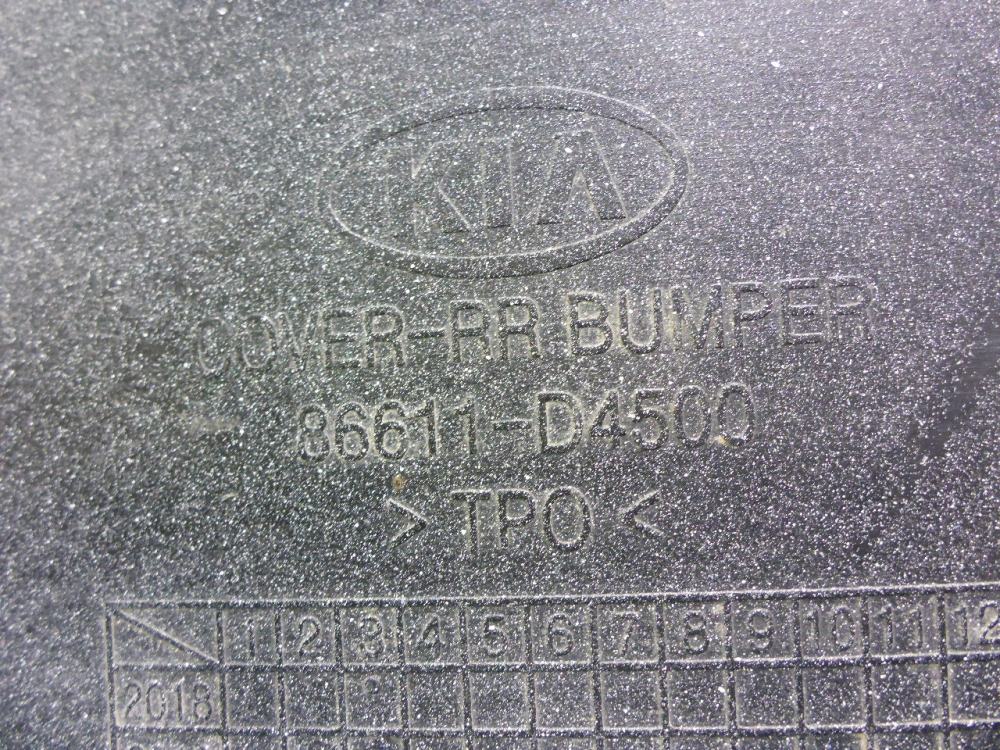 KIA
COVER-RR BUMPER
86611-D4500
> TPO <
1 2 3 4 5 6 7 8 9 10 11 12
2018